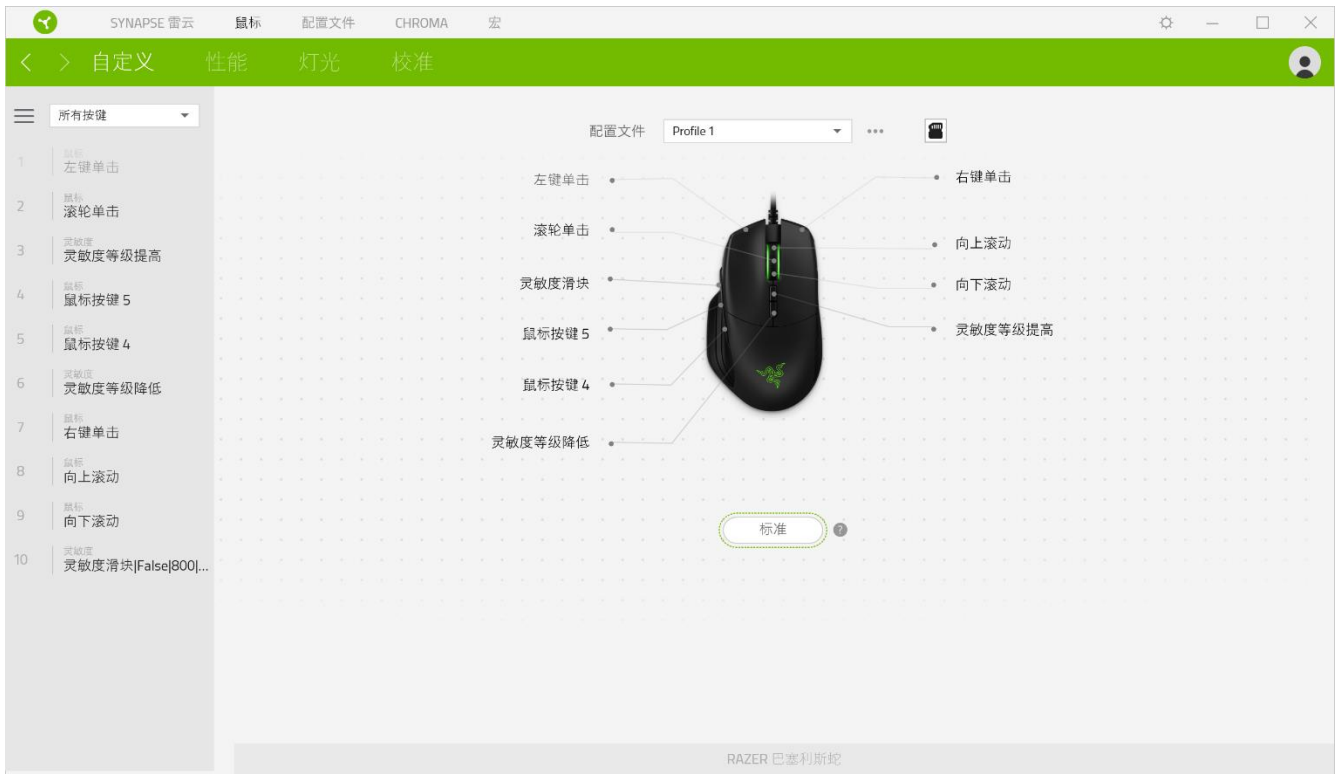 SYNAPSE 雷云 鼠标 配置文件 CHROMA 宏
自定义 性能 灯光 校准
所有按键
配置文件 Profile 1
1 鼠标
左键单击
2 鼠标
滚轮单击
3 灵敏度
灵敏度等级提高
4 鼠标
鼠标按键 5
5 鼠标
鼠标按键 4
6 灵敏度
灵敏度等级降低
7 鼠标
右键单击
8 鼠标
向上滚动
9 鼠标
向下滚动
10 灵敏度
灵敏度滑块|False|800|...
左键单击
滚轮单击
灵敏度滑块
鼠标按键 5
鼠标按键 4
灵敏度等级降低
右键单击
向上滚动
向下滚动
灵敏度等级提高
标准 ?
RAZER 巴塞利斯蛇